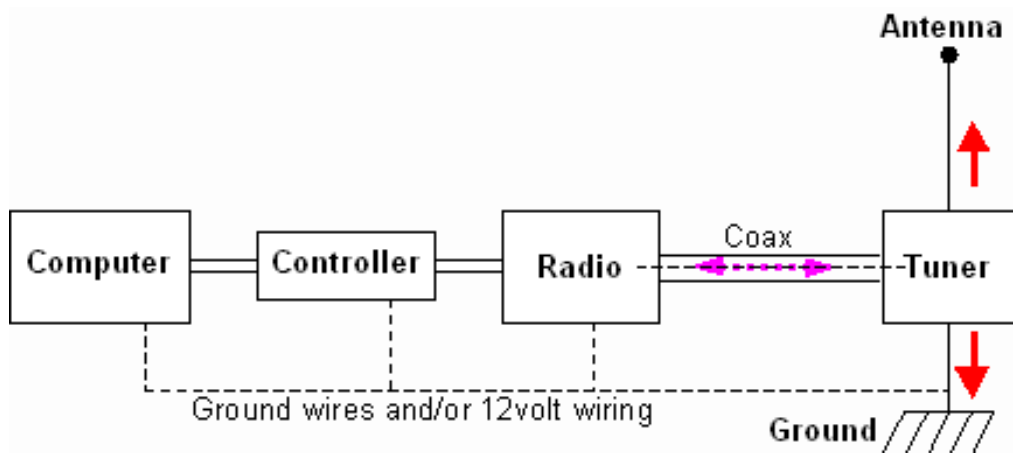 Antenna
Coax
Computer
Controller
Radio
Tuner
Ground wires and/or 12volt wiring
Ground